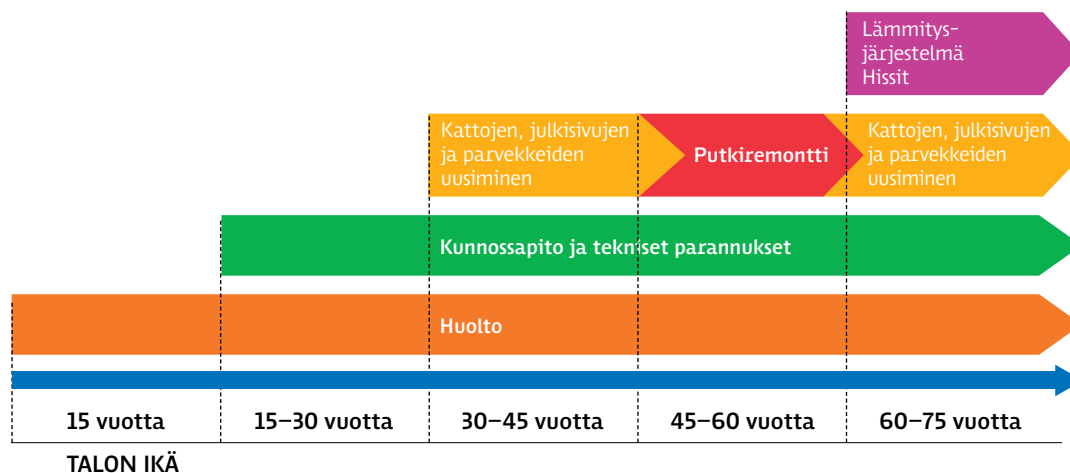 Lämmitys-
järjestelmä
Hissit
Kattojen, julkisivujen
ja parvekkeiden
uusiminen
Putkiremontti
Kattojen, julkisivujen
ja parvekkeiden
uusiminen
Kunnossapito ja tekniset parannukset
Huolto
15 vuotta
15–30 vuotta
30–45 vuotta
45–60 vuotta
60–75 vuotta
TALON IKÄ